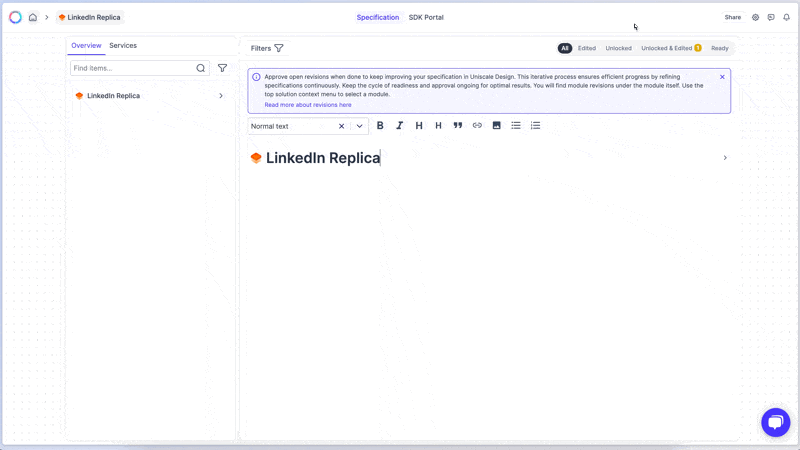 LinkedIn Replica
Specification
SDK Portal
Share
Overview
Services
Filters
All
Edited
Unlocked
Unlocked & Edited
1
Ready
Find items...
LinkedIn Replica
Approve open revisions when done to keep improving your specification in Uniscale Design. This iterative process ensures efficient progress by refining
specifications continuously. Keep the cycle of readiness and approval ongoing for optimal results. You will find module revisions under the module itself. Use the
top solution context menu to select a module.
Read more about revisions here
Normal text
B
I
H
H
LinkedIn Replica